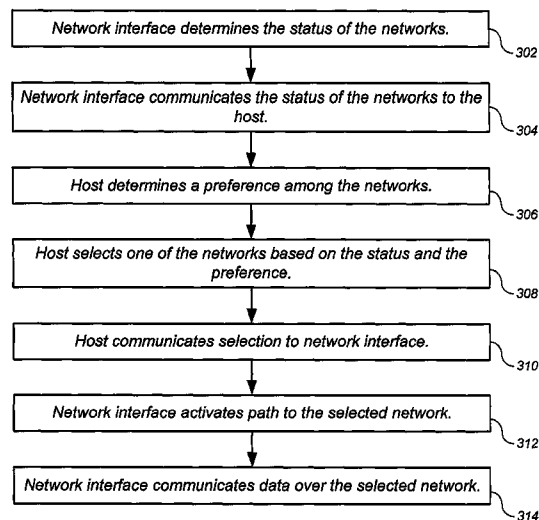 Network interface determines the status of the networks.
302
Network interface communicates the status of the networks to the
host.
304
Host determines a preference among the networks.
306
Host selects one of the networks based on the status and the
preference.
308
Host communicates selection to network interface.
310
Network interface activates path to the selected network.
312
Network interface communicates data over the selected network.
314